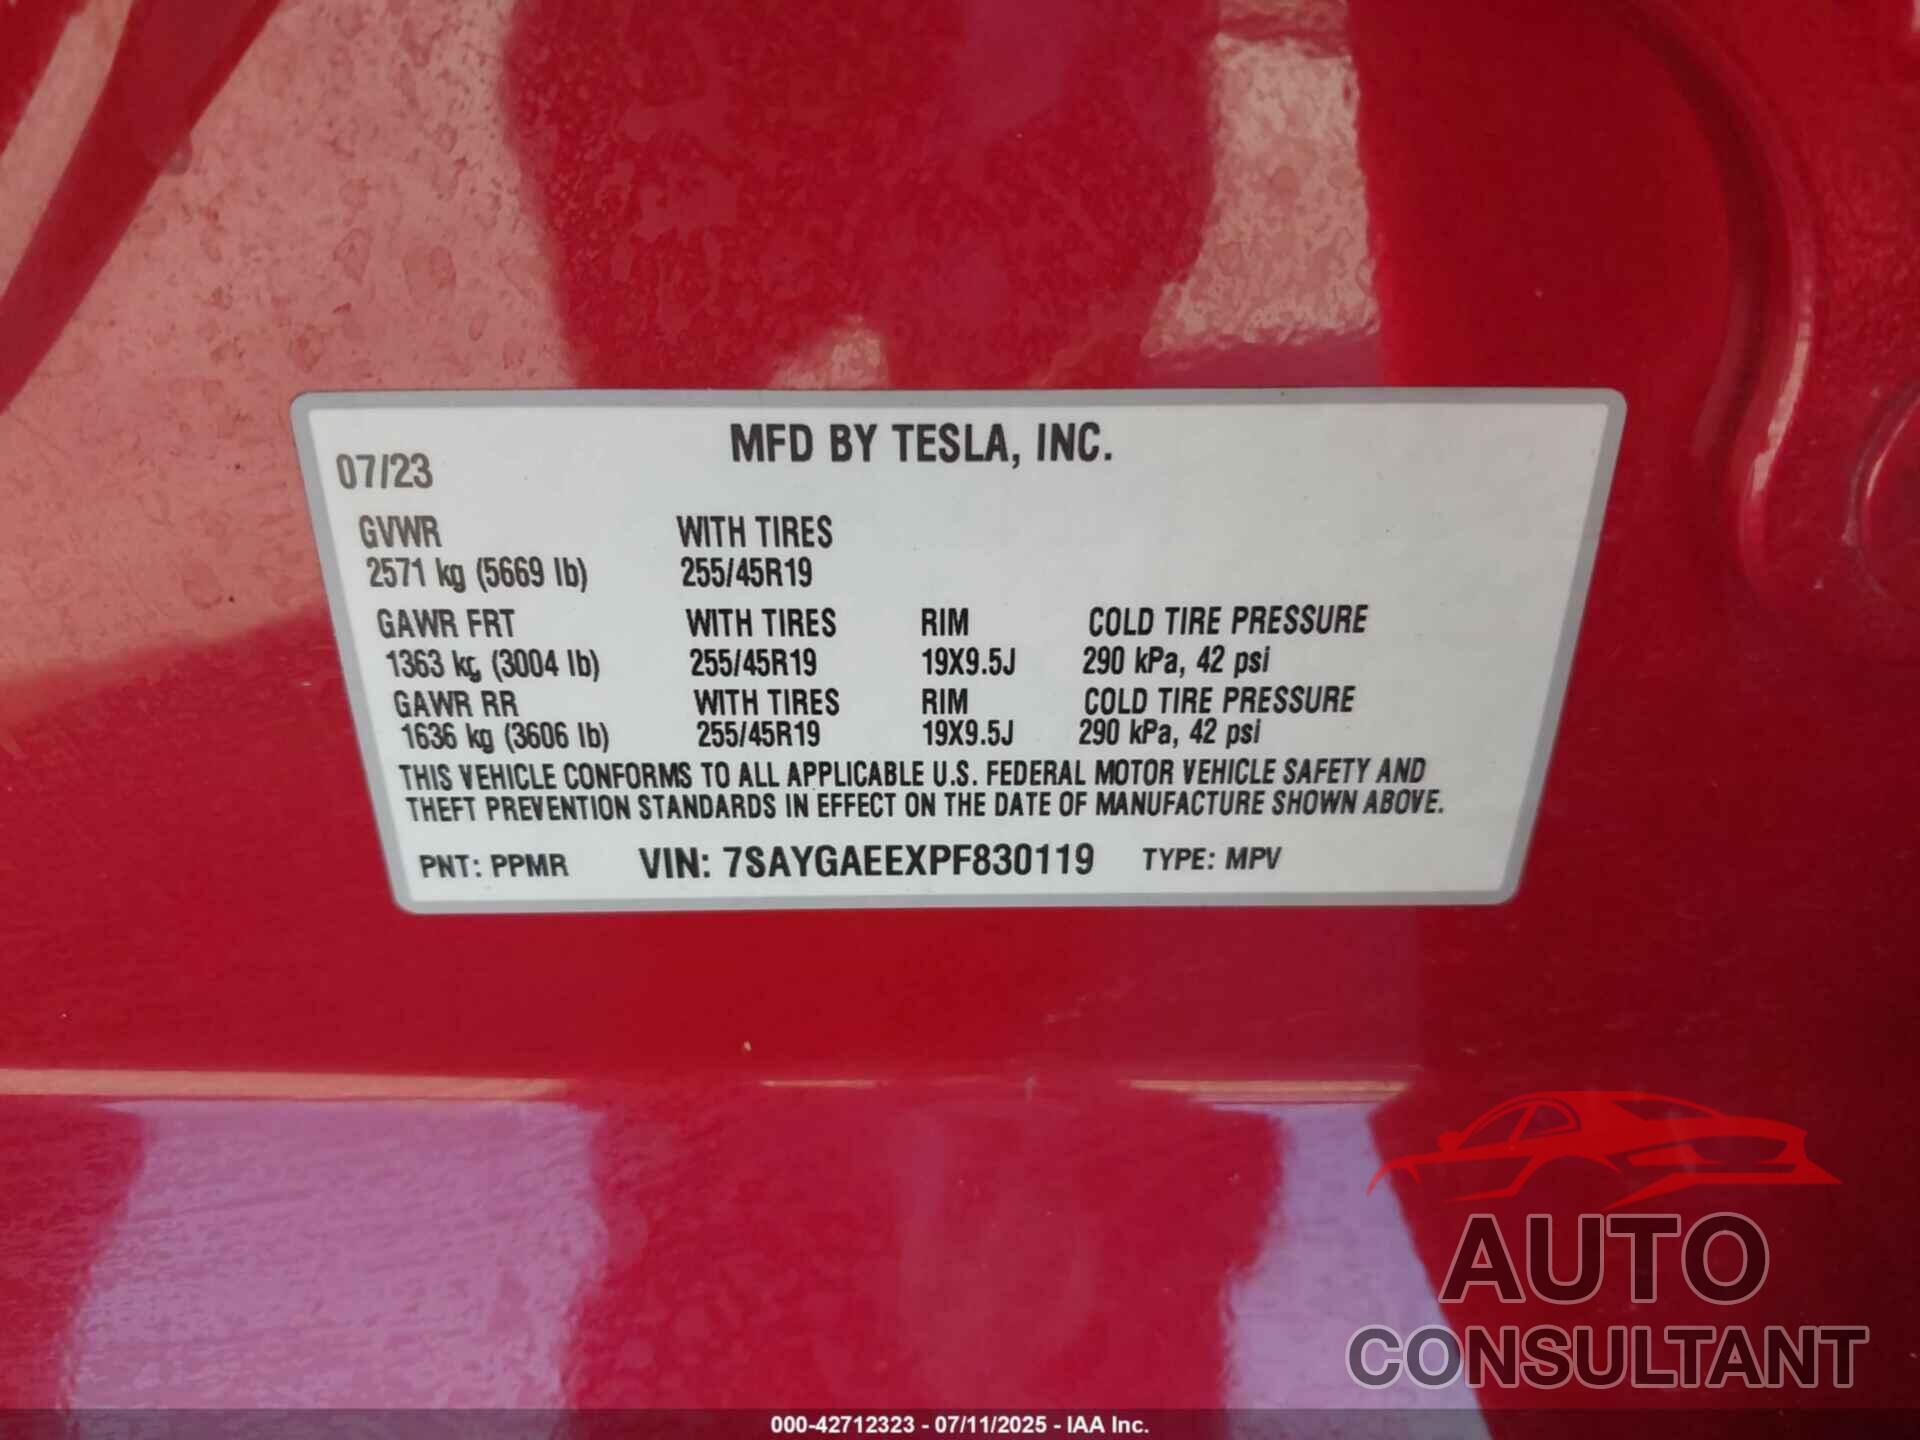 MFD BY TESLA, INC.
07/23
GVWR WITH TIRES
2571 kg (5669 lb) 255/45R19
GAWR FRT WITH TIRES RIM COLD TIRE PRESSURE
1363 kg (3004 lb) 255/45R19 19X9.5J 290 kPa, 42 psi
GAWR RR WITH TIRES RIM COLD TIRE PRESSURE
1636 kg (3606 lb) 255/45R19 19X9.5J 290 kPa, 42 psi
THIS VEHICLE CONFORMS TO ALL APPLICABLE U.S. FEDERAL MOTOR VEHICLE SAFETY AND
THEFT PREVENTION STANDARDS IN EFFECT ON THE DATE OF MANUFACTURE SHOWN ABOVE.
PNT: PPMR VIN: 7SAYGAEEXPF830119 TYPE: MPV
AUTO
CONSULTANT
000-42712323 - 07/11/2025 - IAA Inc.